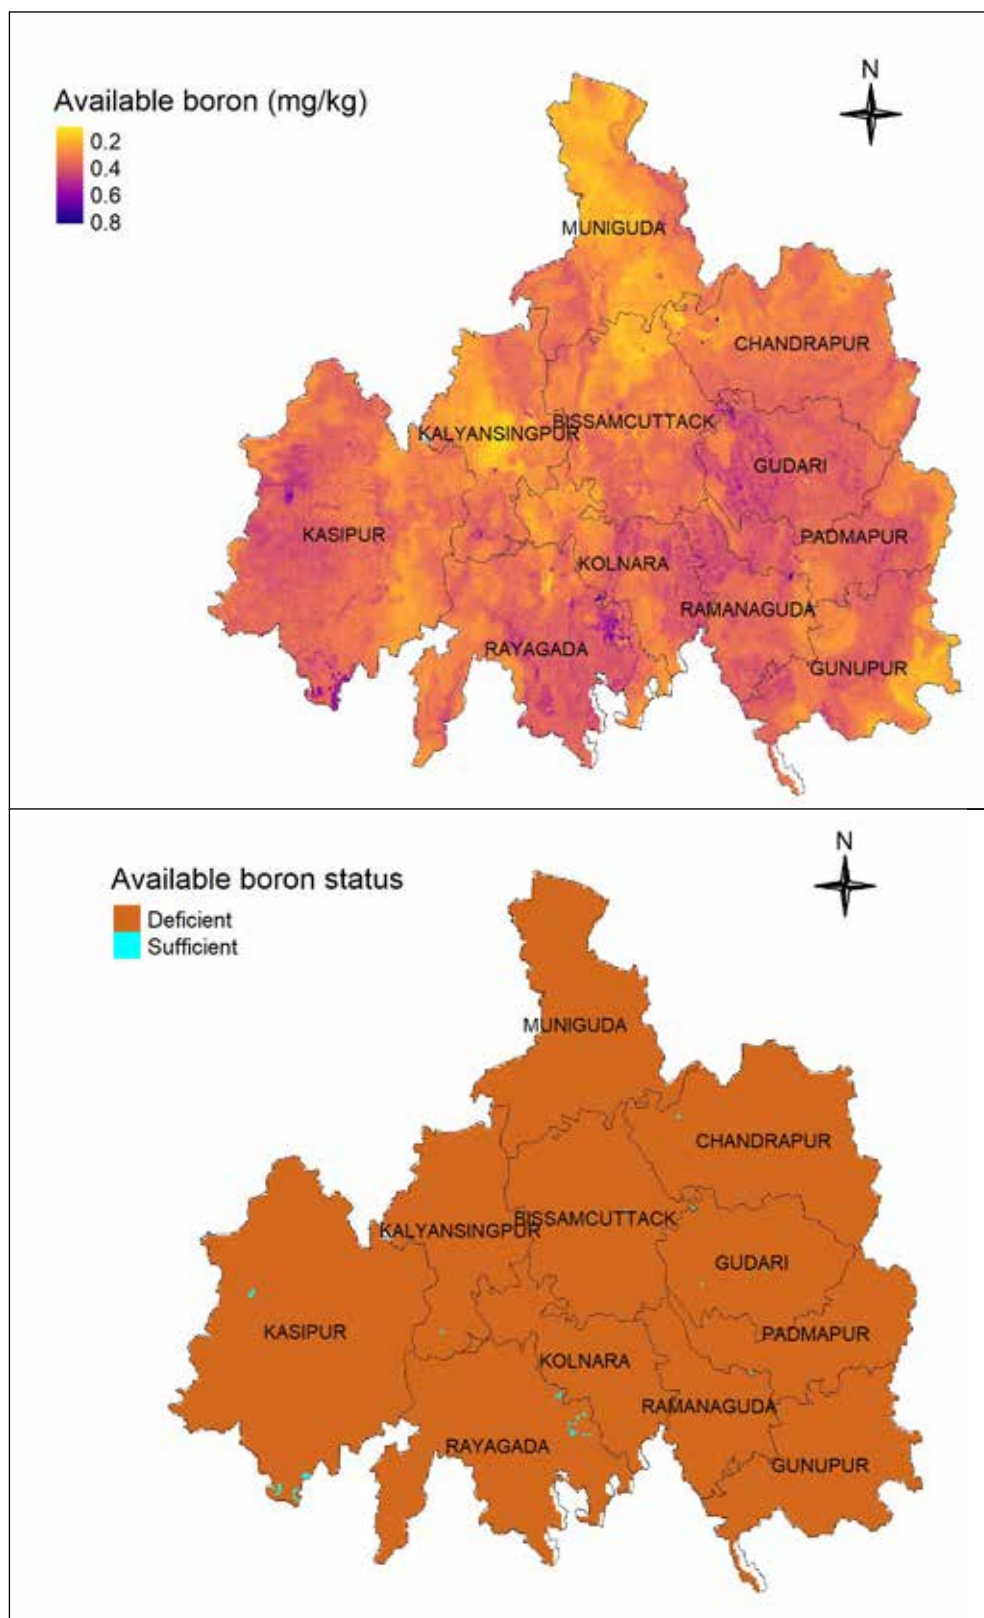 N
Available boron (mg/kg)
0.2
0.4
0.6
0.8
MUNIGUDA
CHANDRAPUR
BISSAMCUTTACK
KALYANSINGPUR
GUDARI
KASIPUR
PADMAPUR
KOLNARA
RAMANAGUDA
RAYAGADA
GUNUPUR
N
Available boron status
Deficient
Sufficient
MUNIGUDA
CHANDRAPUR
BISSAMCUTTACK
KALYANSINGPUR
GUDARI
KASIPUR
PADMAPUR
KOLNARA
RAMANAGUDA
RAYAGADA
GUNUPUR